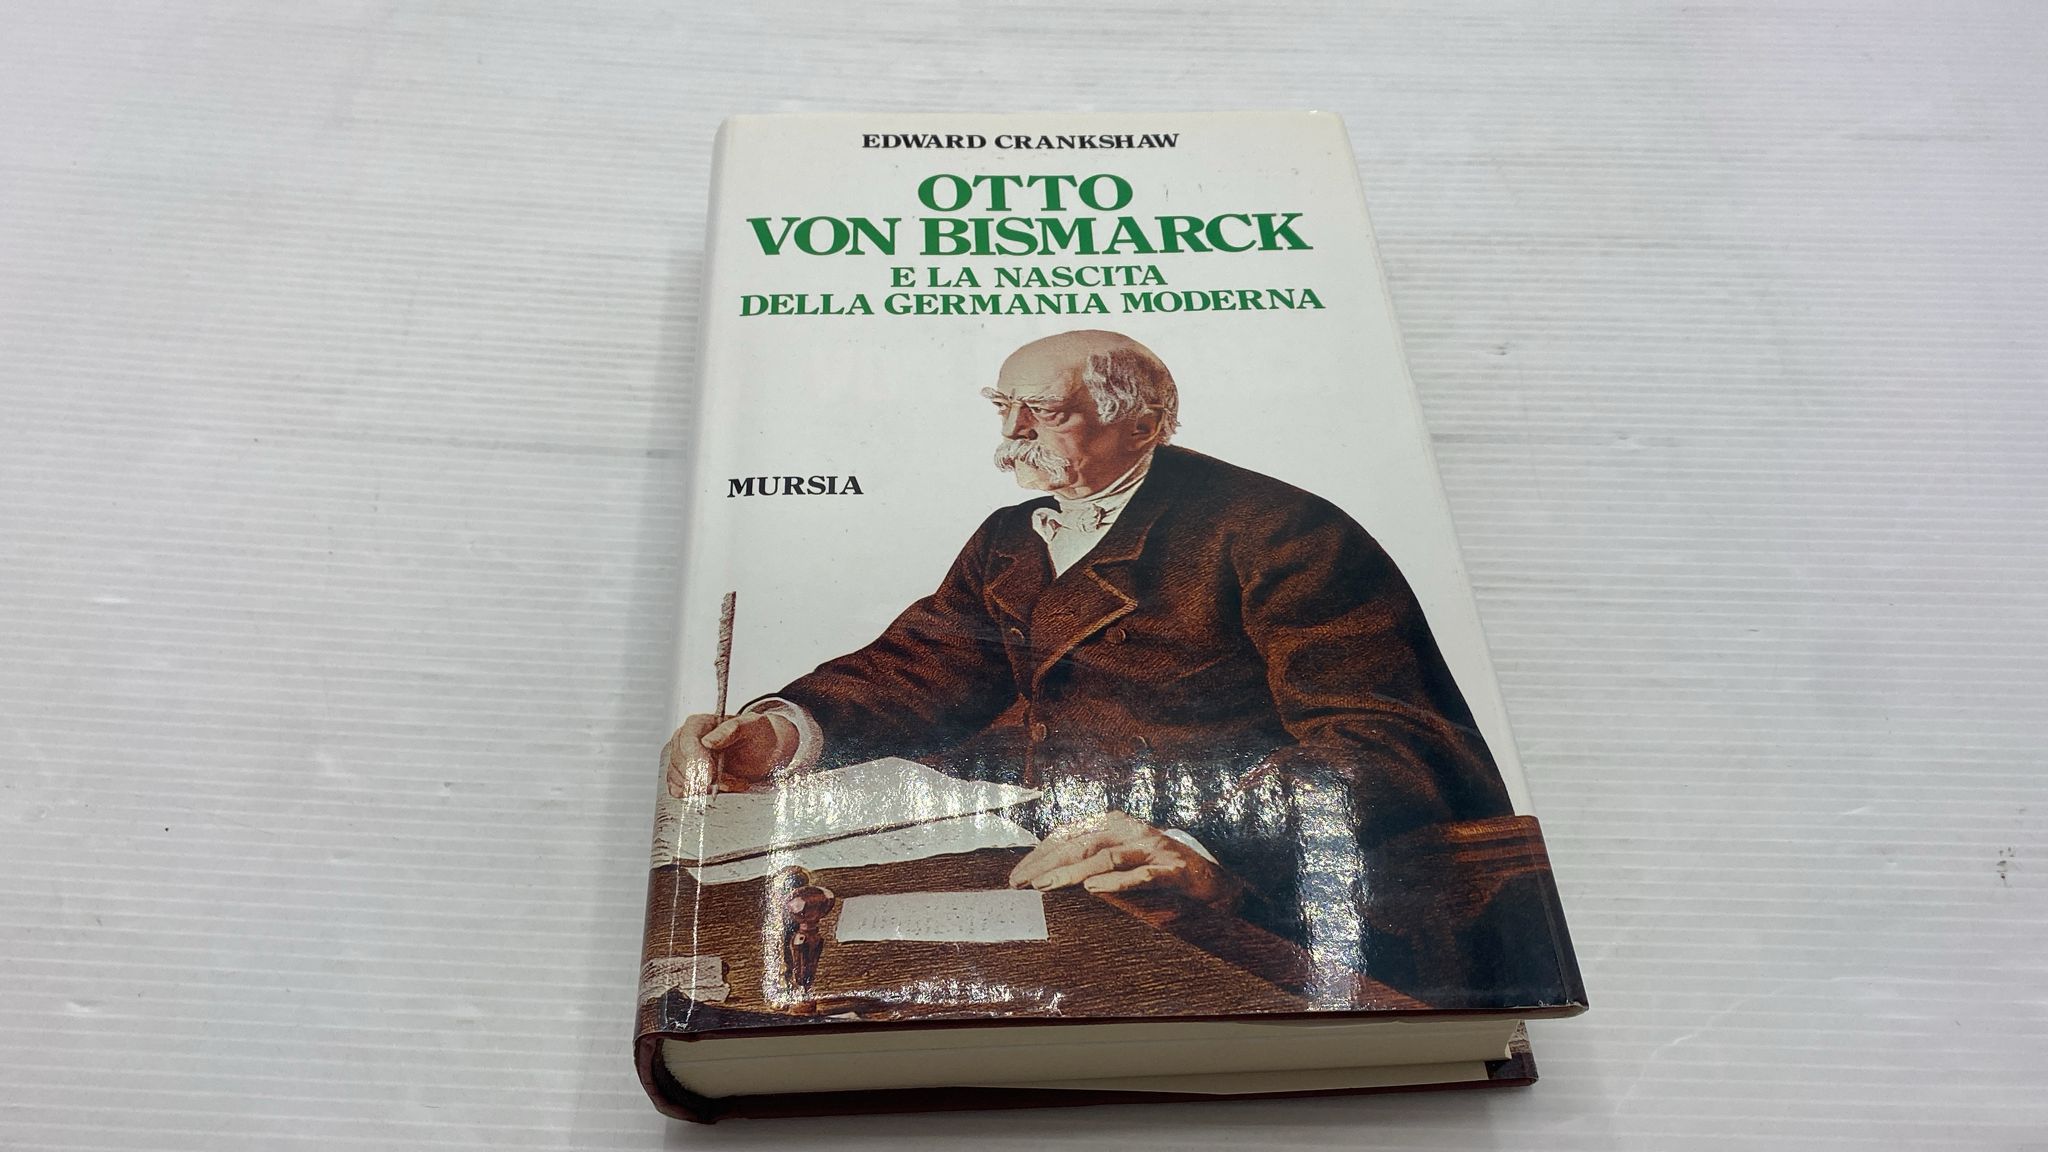 EDWARD CRANKSHAW
OTTO
VON BISMARCK
E LA NASCITA
DELLA GERMANIA MODERNA
MURSIA